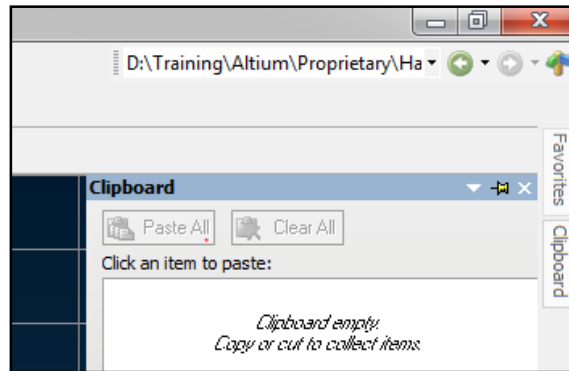 D:\Training\Altium\Proprietary\Ha
Favorites
Clipboard
Paste All
Clear All
Click an item to paste:
Clipboard
Clipboard empty.
Copy or cut to collect items.